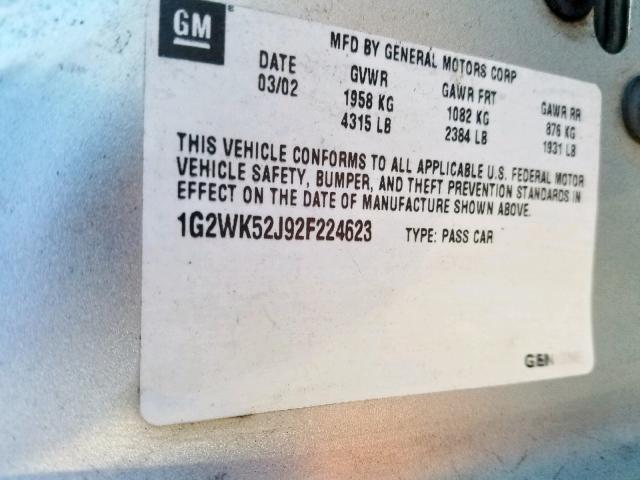 GM®
MFD BY GENERAL MOTORS CORP
DATE GVWR GAWR FRT GAWR RR
03/02 1958 KG 1082 KG 876 KG
4315 LB 2384 LB 1931 LB
THIS VEHICLE CONFORMS TO ALL APPLICABLE U.S. FEDERAL MOTOR
VEHICLE SAFETY, BUMPER, AND THEFT PREVENTION STANDARDS IN
EFFECT ON THE DATE OF MANUFACTURE SHOWN ABOVE.
1G2WK52J92F224623 TYPE: PASS CAR